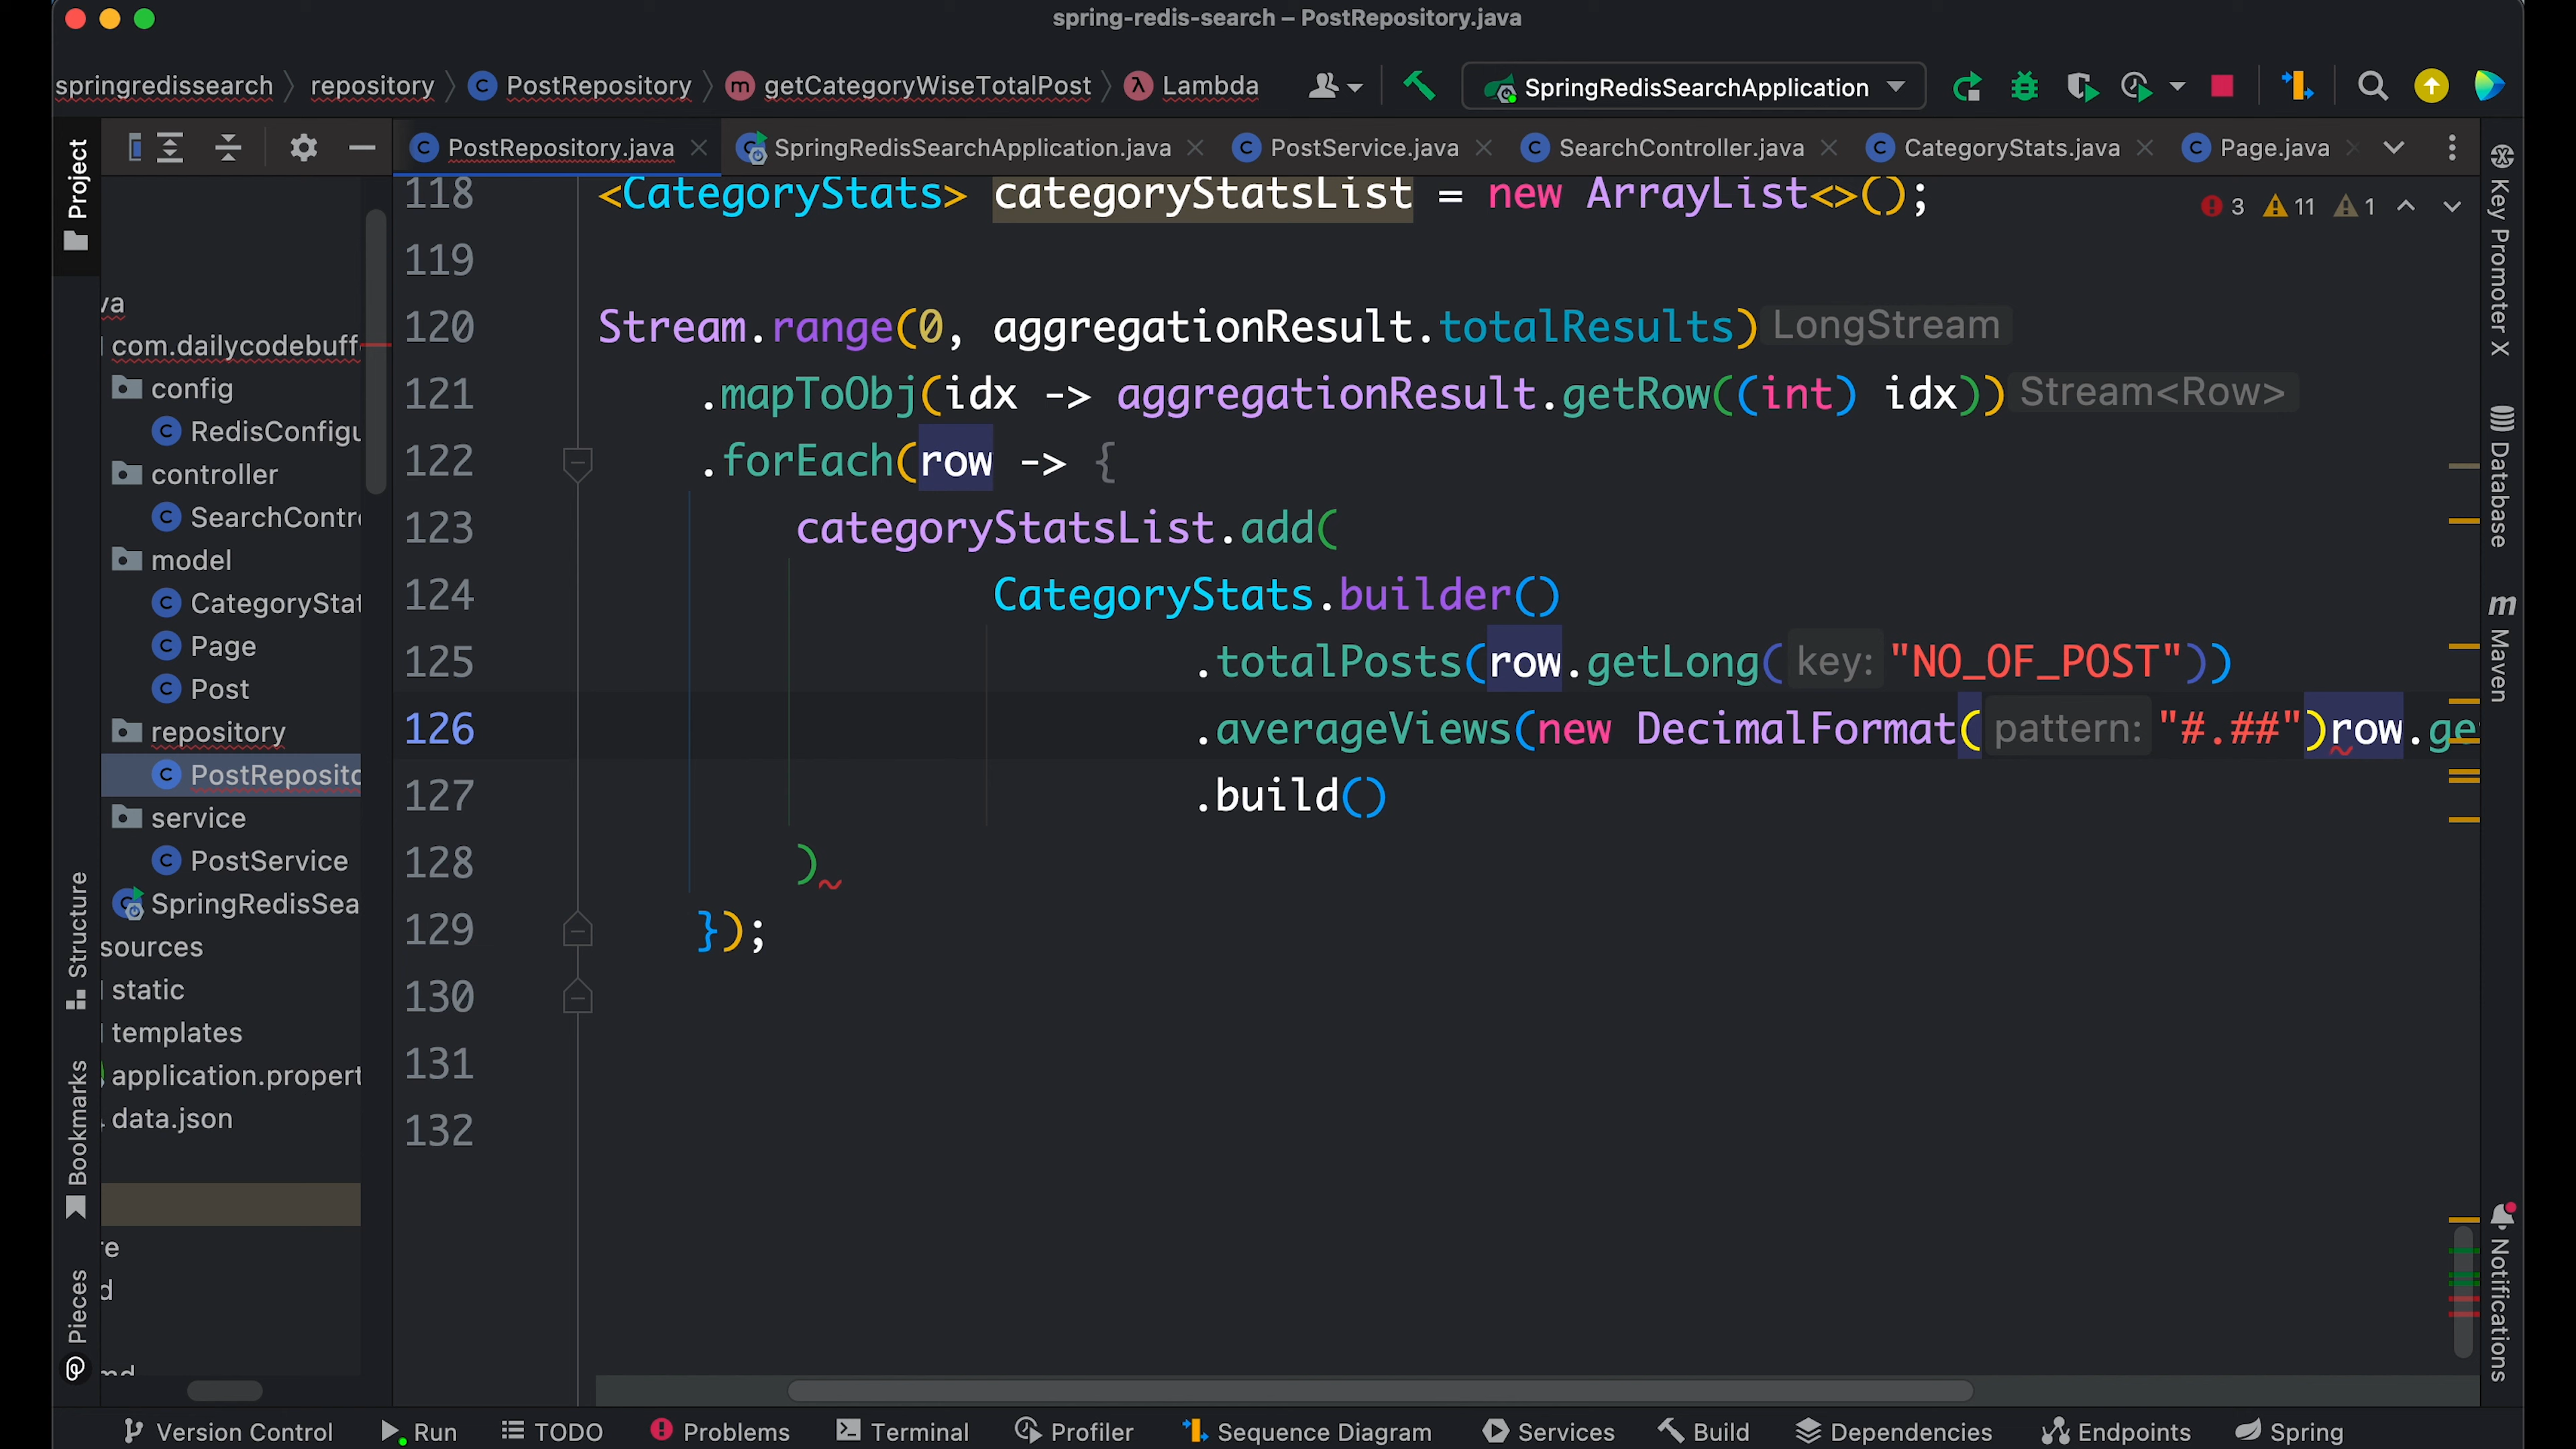 spring-redis-search – PostRepository.java
springredissearch repository PostRepository getCategoryWiseTotalPost Lambda SpringRedisSearchApplication
PostRepository.java SpringRedisSearchApplication.java PostService.java SearchController.java CategoryStats.java Page.java
Project
3 11 1
va
com.dailycodebuff
config
RedisConfigu
controller
SearchContr
model
CategoryStat
Page
Post
repository
PostReposito
service
PostService
SpringRedisSea
sources
static
templates
application.propert
data.json
re
d
md
Structure
Bookmarks
Pieces
118 <CategoryStats> categoryStatsList = new ArrayList<>();
119
120 Stream.range(0, aggregationResult.totalResults) LongStream
121 .mapToObj(idx -> aggregationResult.getRow((int) idx)) Stream<Row>
122 .forEach(row -> {
123 categoryStatsList.add(
124 CategoryStats.builder()
125 .totalPosts(row.getLong( key: "NO_OF_POST"))
126 .averageViews(new DecimalFormat( pattern: "#.##")row.ge
127 .build()
128 )
129 });
130
131
132
Key Promoter X
Database
m Maven
Notifications
Version Control Run TODO Problems Terminal Profiler Sequence Diagram Services Build Dependencies Endpoints Spring